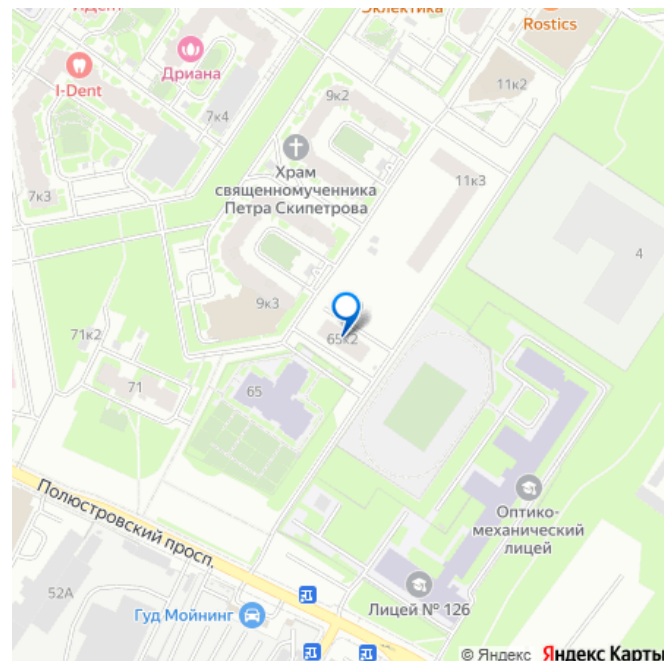 Идент
Эклектика
Rostics
Дриана
I-Dent
11к2
9к2
7к4
Храм
священномученника
Петра Скипетрова
11к3
7к3
4
9к3
65к2
71к2
71
65
Полюстровский просп.
Оптико-
механический
лицей
52А
Гуд Мойнинг
Лицей № 126
© Яндекс Яндекс Карты